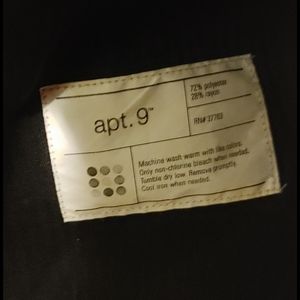 apt. 9™
72% polyester
28% rayon
RN# 37763
Machine wash warm with like colors.
Only non-chlorine bleach when needed.
Tumble dry low. Remove promptly.
Cool iron when needed.